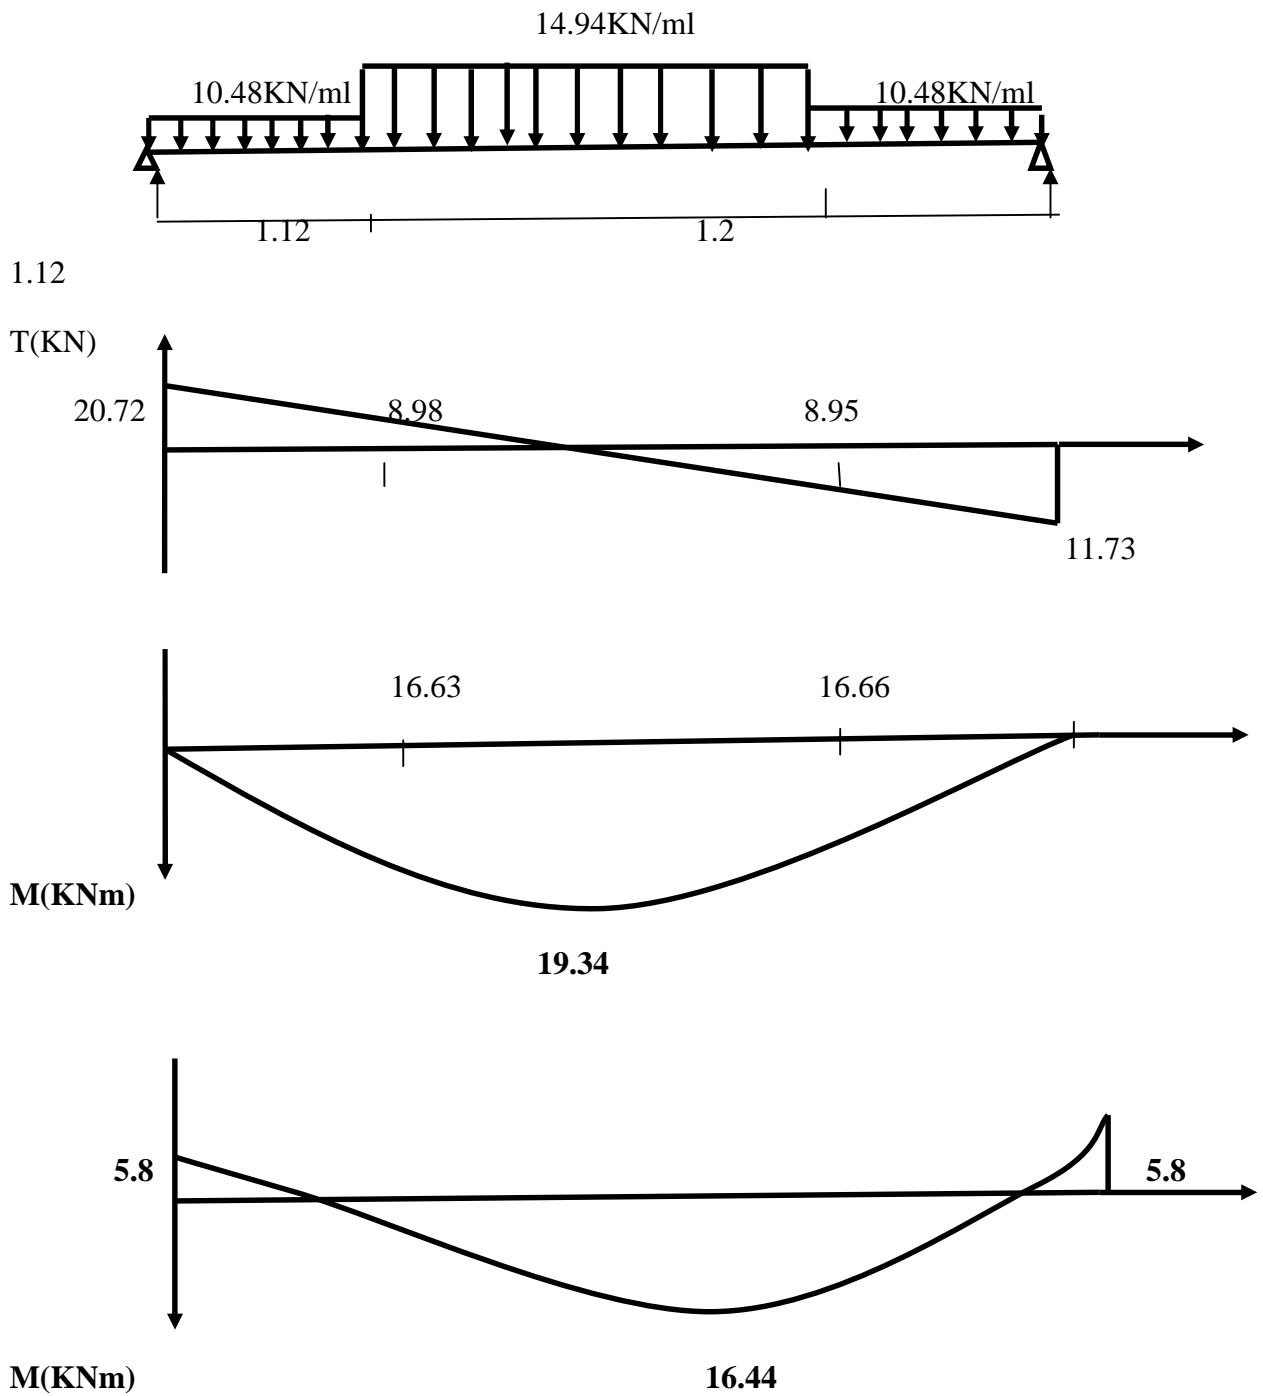 14.94KN/ml
10.48KN/ml 10.48KN/ml
1.12 1.2
1.12
T(KN)
20.72 8.98 8.95
11.73
16.63 16.66
M(KNm)
19.34
5.8 5.8
M(KNm) 16.44